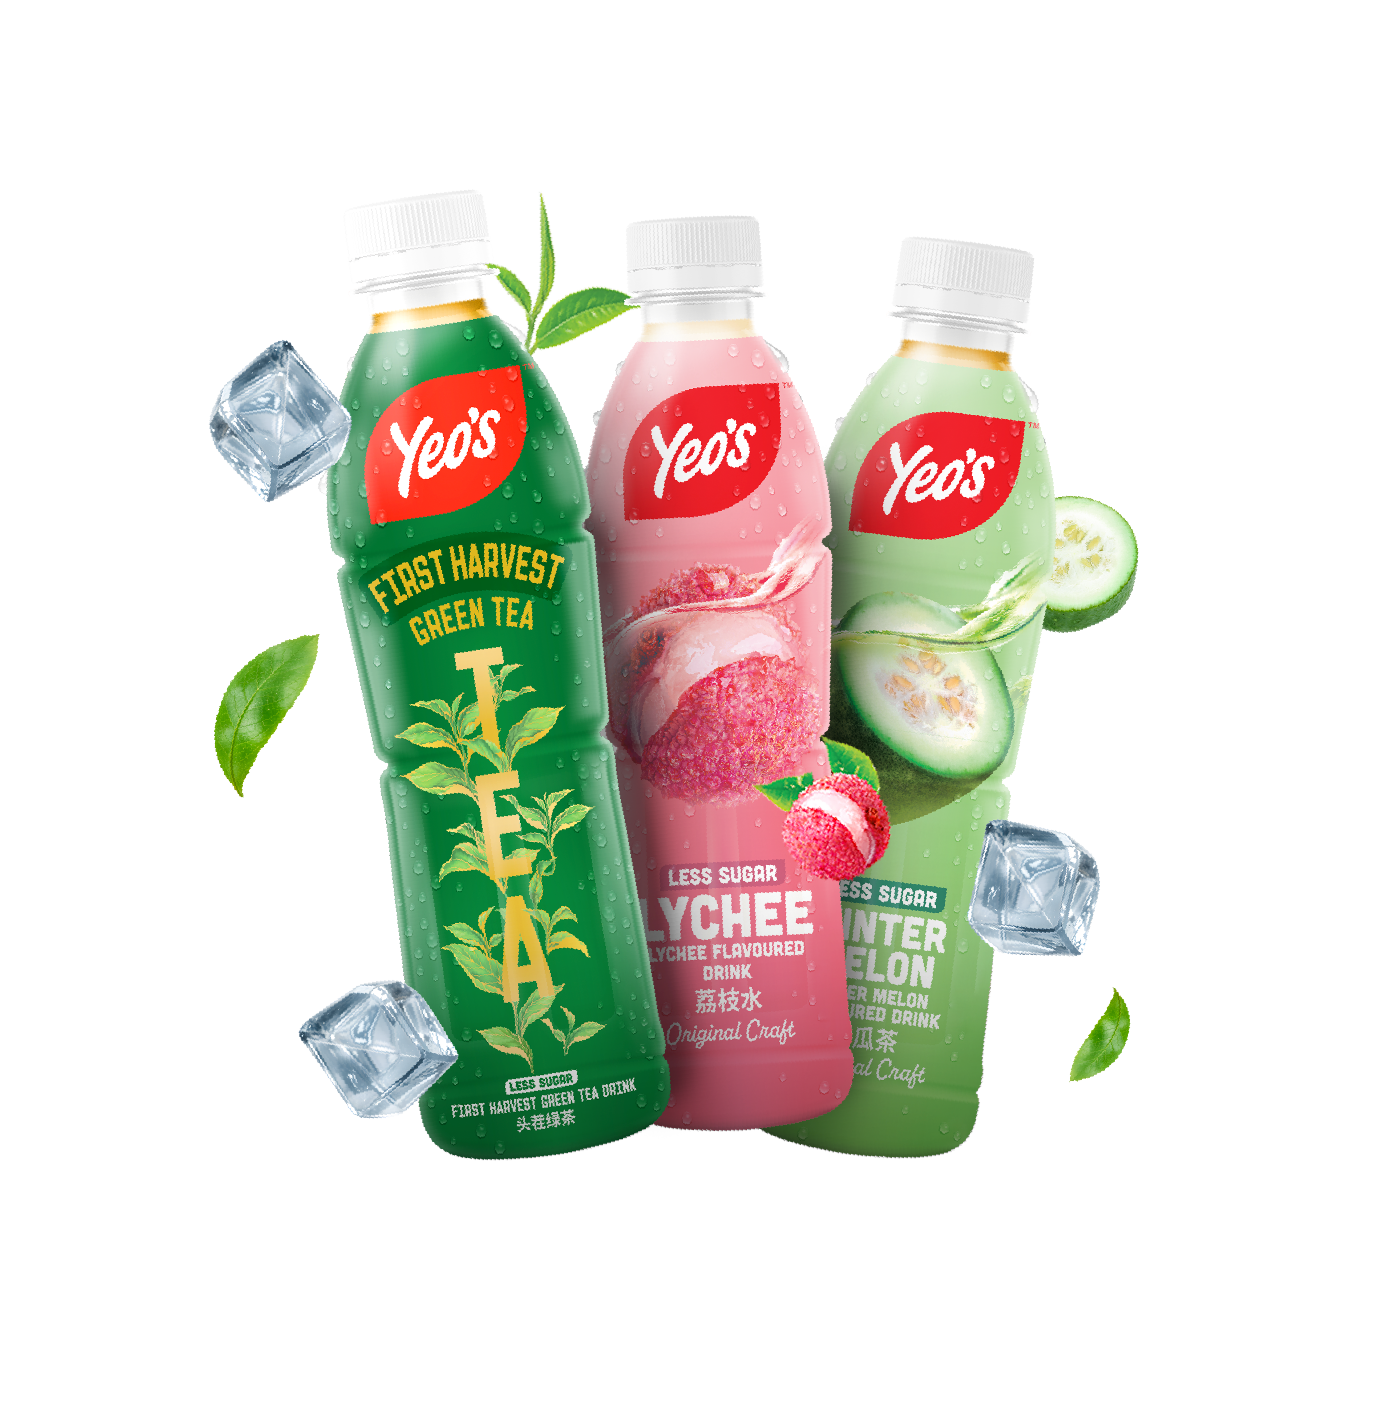 Yeo's
FIRST HARVEST
GREEN TEA
TEA
LESS SUGAR
FIRST HARVEST GREEN TEA DRINK
头茬绿茶
Yeo's
TM
LESS SUGAR
LYCHEE
LYCHEE FLAVOURED
DRINK
荔枝水
Original Craft
Yeo's
TM
ESS SUGAR
INTER
ELON
ER MELON
URED DRINK
瓜茶
al Craft